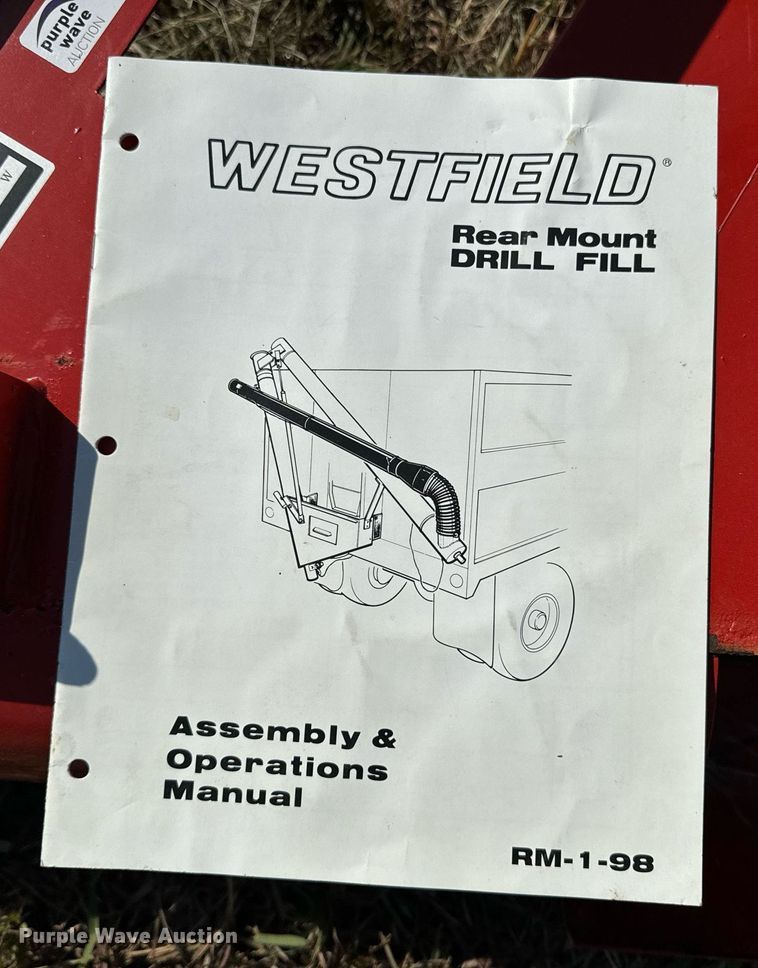 purple
wave
AUCTION
W
WESTFIELD®
Rear Mount
DRILL FILL
Assembly &
Operations
Manual
RM-1-98
Purple Wave Auction